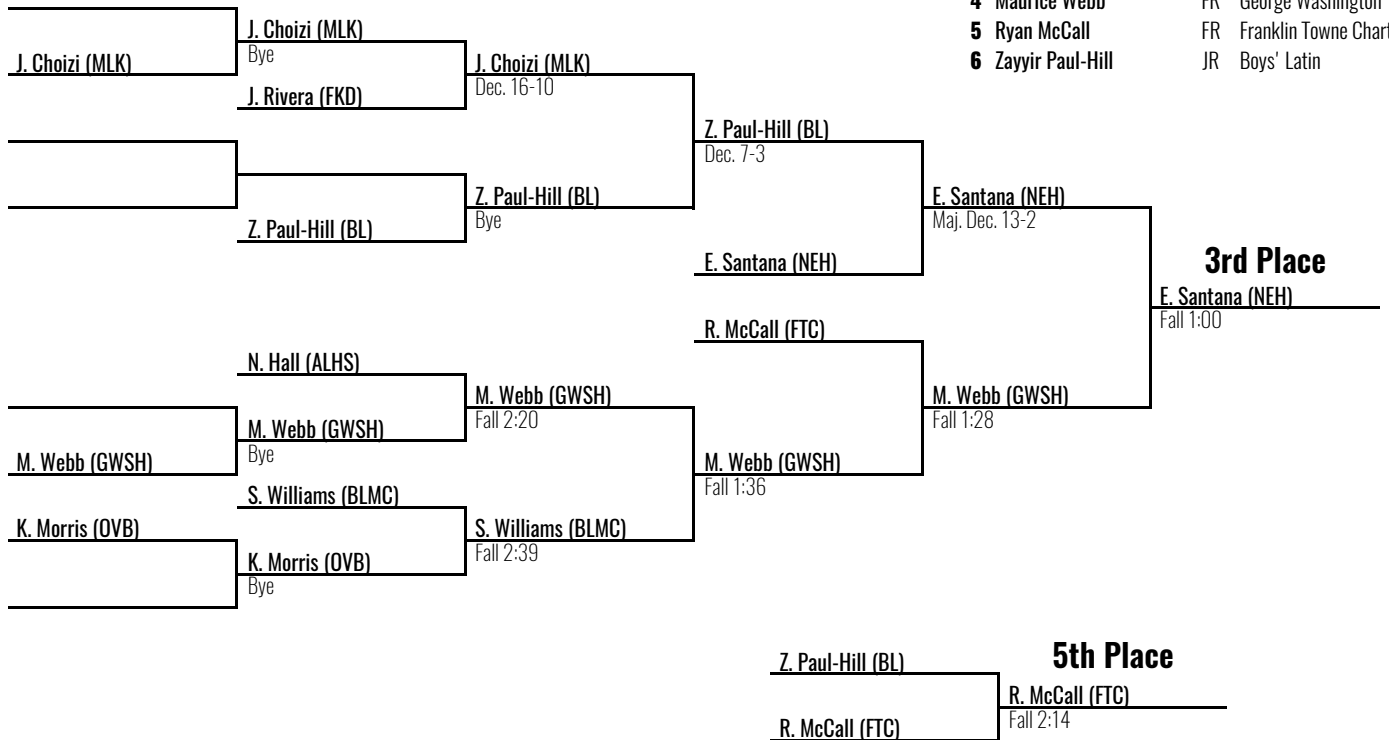 4 Maurice Webb FR George Washington
5 Ryan McCall FR Franklin Towne Chart
6 Zayyir Paul-Hill JR Boys' Latin
J. Choizi (MLK)
J. Choizi (MLK)
Bye
J. Rivera (FKD)
J. Choizi (MLK)
Dec. 16-10
Z. Paul-Hill (BL)
Z. Paul-Hill (BL)
Bye
Z. Paul-Hill (BL)
Dec. 7-3
E. Santana (NEH)
E. Santana (NEH)
Maj. Dec. 13-2
3rd Place
E. Santana (NEH)
Fall 1:00
R. McCall (FTC)
N. Hall (ALHS)
M. Webb (GWSH)
M. Webb (GWSH)
Bye
M. Webb (GWSH)
Fall 2:20
S. Williams (BLMC)
K. Morris (OVB)
K. Morris (OVB)
Bye
S. Williams (BLMC)
Fall 2:39
M. Webb (GWSH)
Fall 1:36
M. Webb (GWSH)
Fall 1:28
5th Place
Z. Paul-Hill (BL)
R. McCall (FTC)
R. McCall (FTC)
Fall 2:14